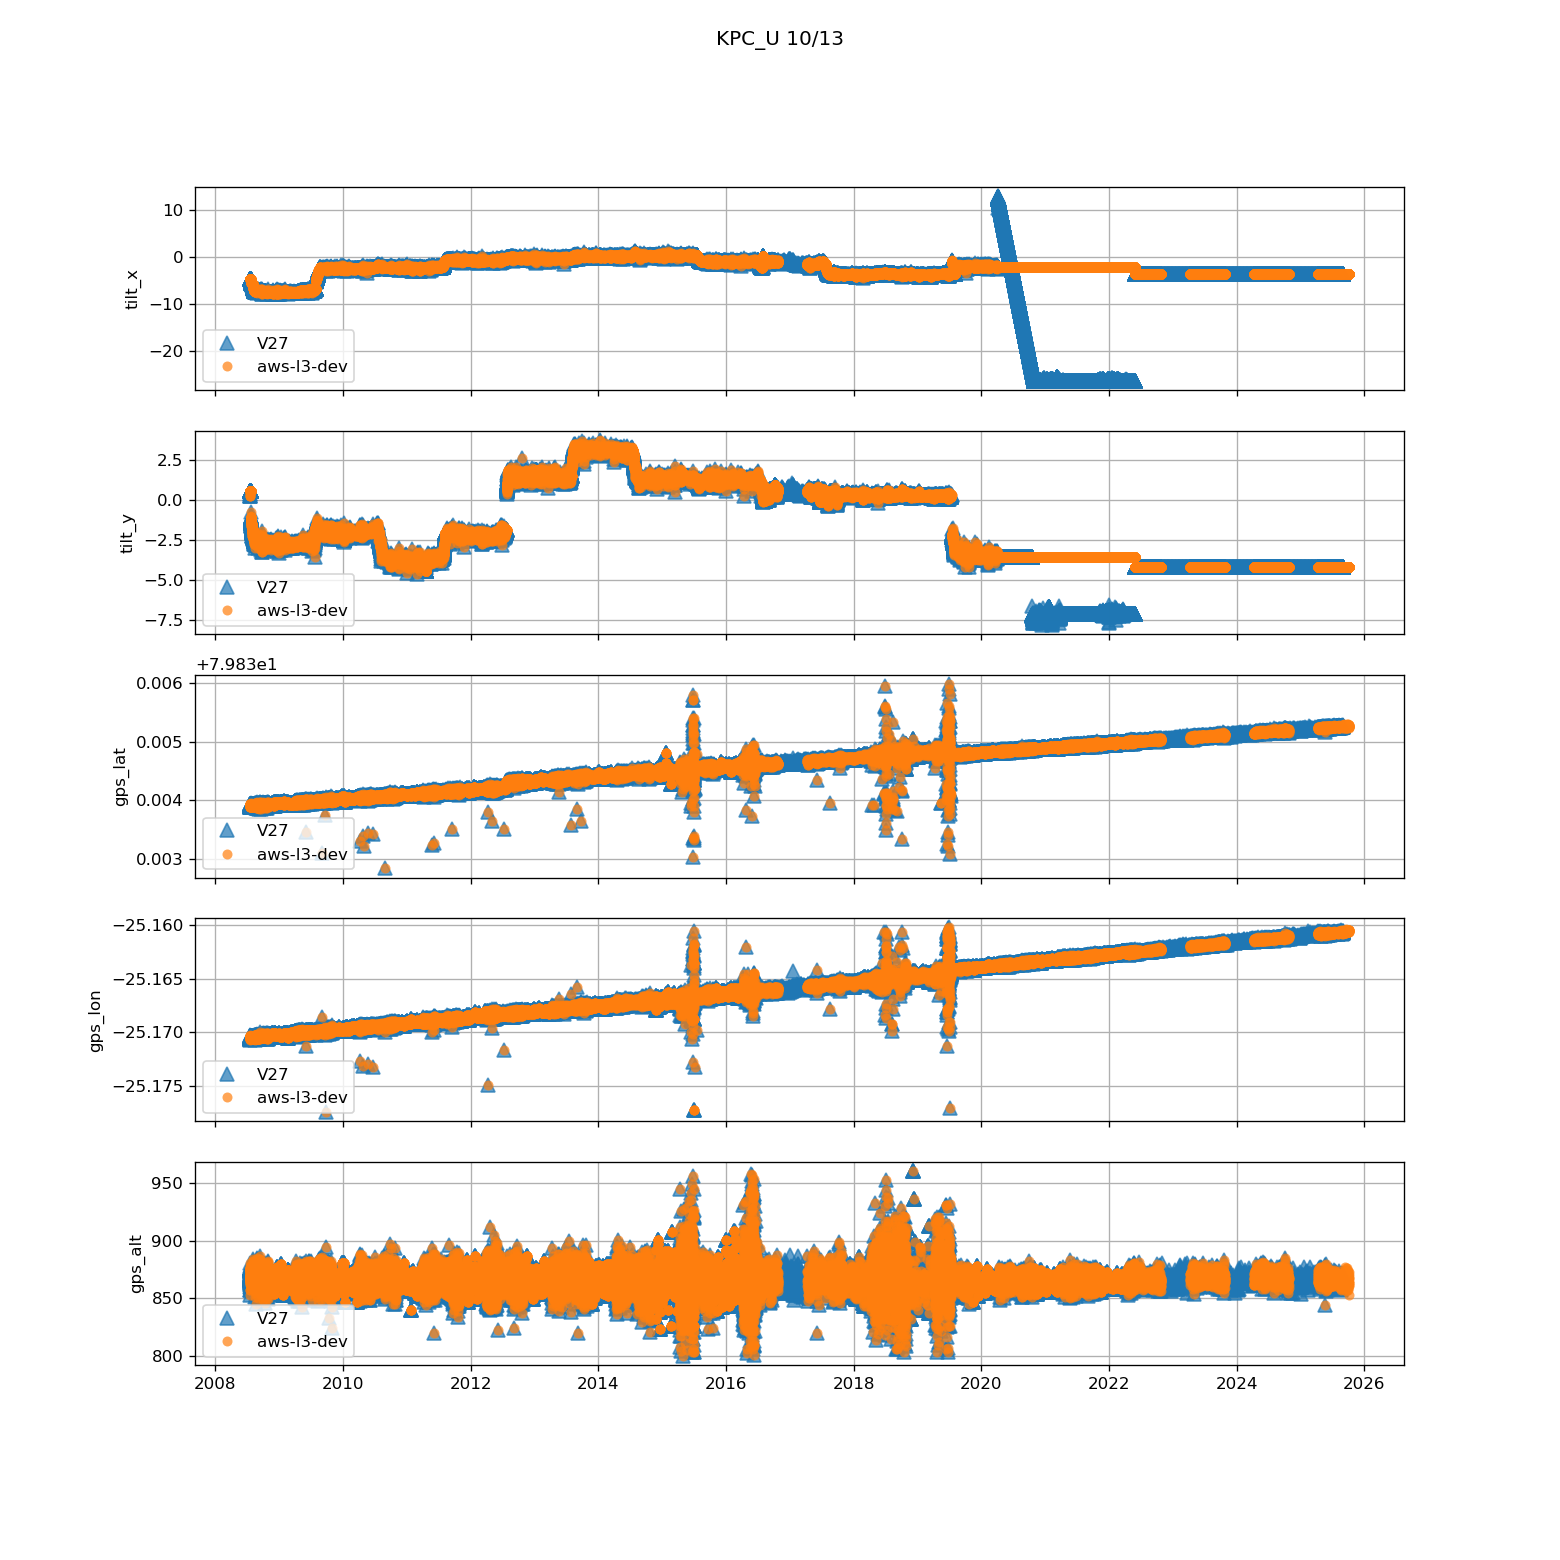 KPC_U 10/13
10
0
−10
−20
tilt_x
V27
aws-l3-dev
2.5
0.0
−2.5
−5.0
−7.5
tilt_y
V27
aws-l3-dev
+7.983e1
0.006
0.005
0.004
0.003
gps_lat
V27
aws-l3-dev
−25.160
−25.165
−25.170
−25.175
gps_lon
V27
aws-l3-dev
950
900
850
800
gps_alt
V27
aws-l3-dev
2008 2010 2012 2014 2016 2018 2020 2022 2024 2026